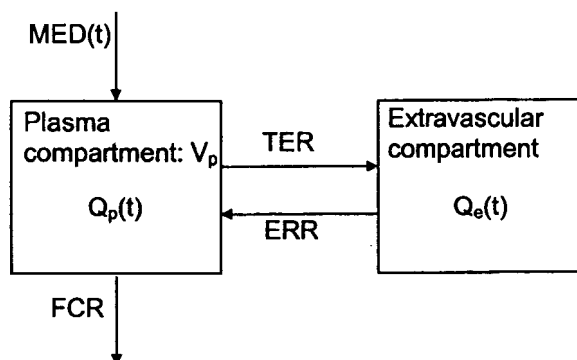 MED(t)
Plasma
compartment: Vₚ
Qₚ(t)
TER
ERR
Extravascular
compartment
Qₑ(t)
FCR